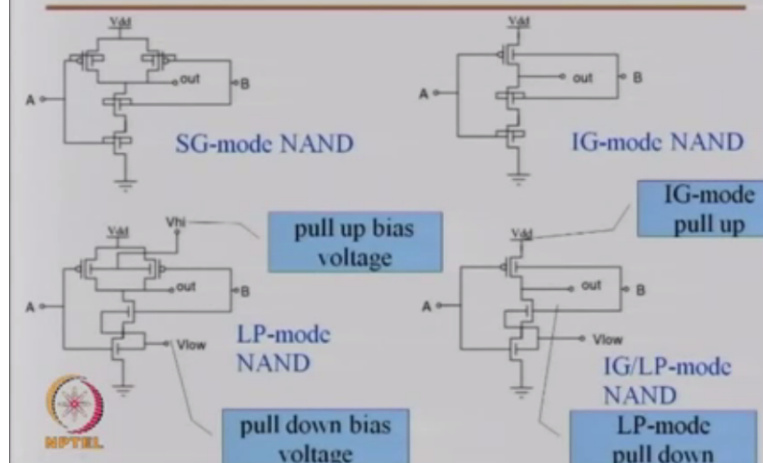 Vdd
out
A
B
SG-mode NAND
Vdd
out
B
A
IG-mode NAND
Vhi
pull up bias
voltage
Vdd
out
A
B
Vlow
LP-mode
NAND
pull down bias
voltage
IG-mode
pull up
Vdd
out
B
A
Vlow
IG/LP-mode
NAND
LP-mode
pull down
NPTEL